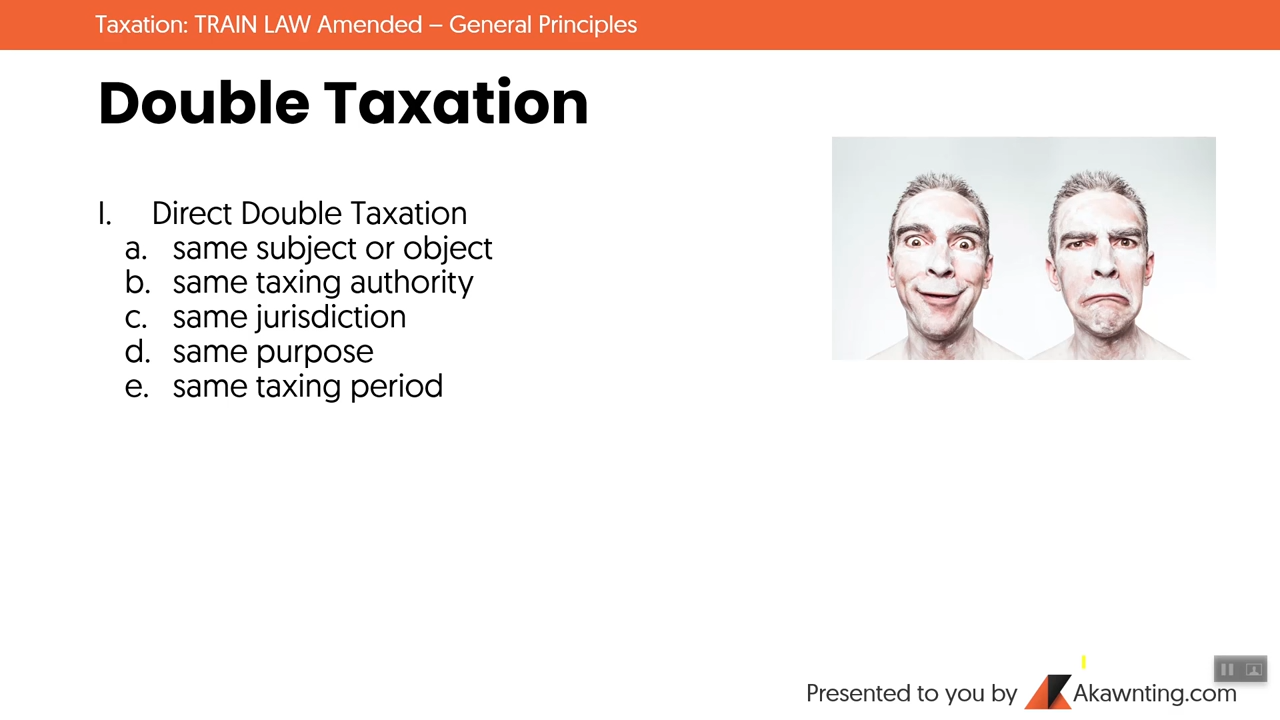 Taxation: TRAIN LAW Amended – General Principles
Double Taxation
I. Direct Double Taxation
a. same subject or object
b. same taxing authority
c. same jurisdiction
d. same purpose
e. same taxing period
Presented to you by Akawnting.com